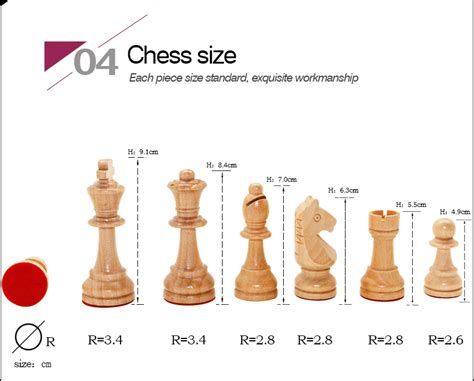 04
Chess size
Each piece size standard, exquisite workmanship
H: 9.1cm
H: 8.4cm
H: 7.0cm
H: 6.3cm
H: 5.5cm
H: 4.9cm
R R=3.4 R=3.4 R=2.8 R=2.8 R=2.8 R=2.6
size: cm